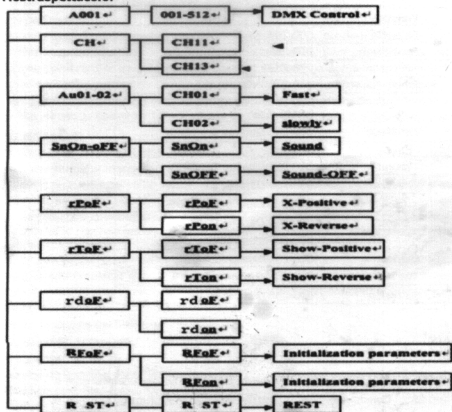 A001 001-512 DMX Control
CH CH11
CH13
Au01-02 CH01 Fast
CH02 slowly
SnOn-oFF SnOn Sound
SnOFF Sound-OFF
rPoF rPoF X-Positive
rPon X-Reverse
rToF rToF Show-Positive
rTon Show-Reverse
rdoF rdoF
rdon
RFoF RFoF Initialization parameters
RFon Initialization parameters
R ST R ST REST